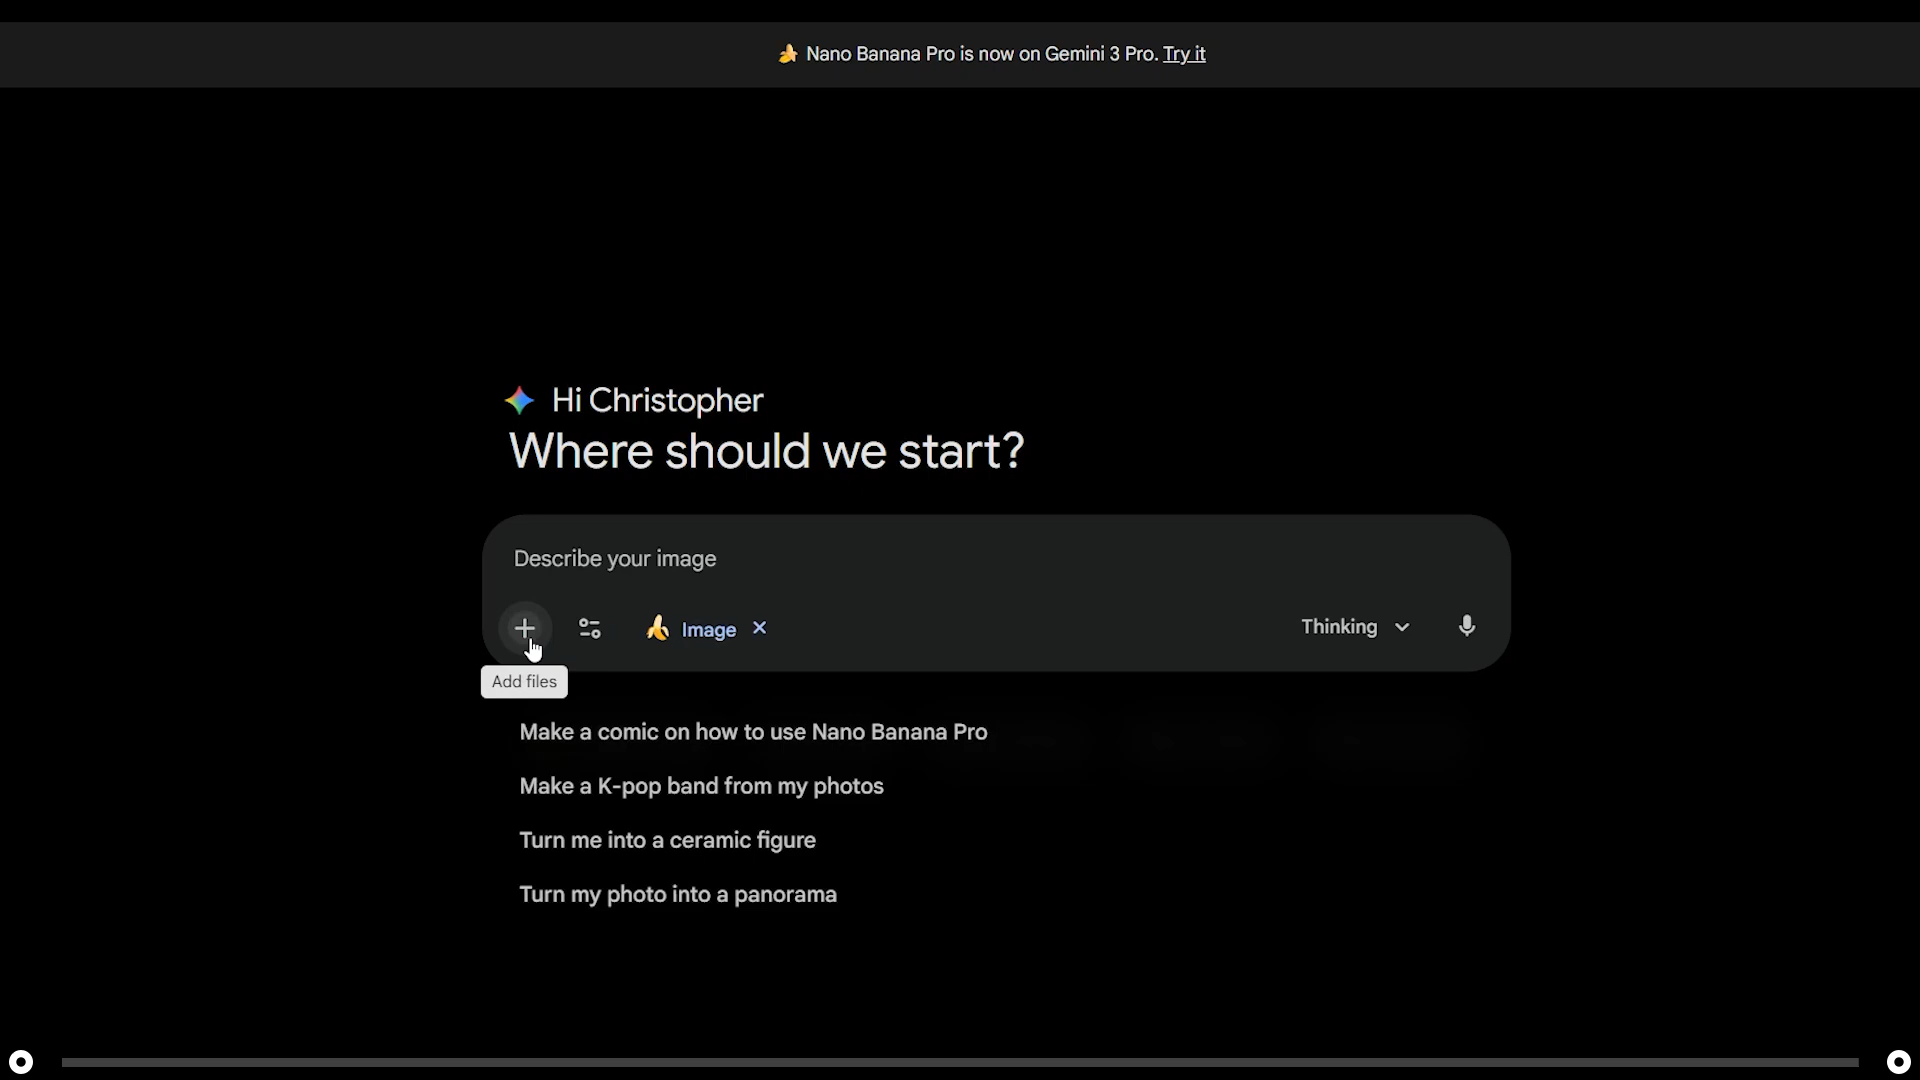 Nano Banana Pro is now on Gemini 3 Pro. Try it
Hi Christopher
Where should we start?
Describe your image
Image
Thinking
Add files
Make a comic on how to use Nano Banana Pro
Make a K-pop band from my photos
Turn me into a ceramic figure
Turn my photo into a panorama